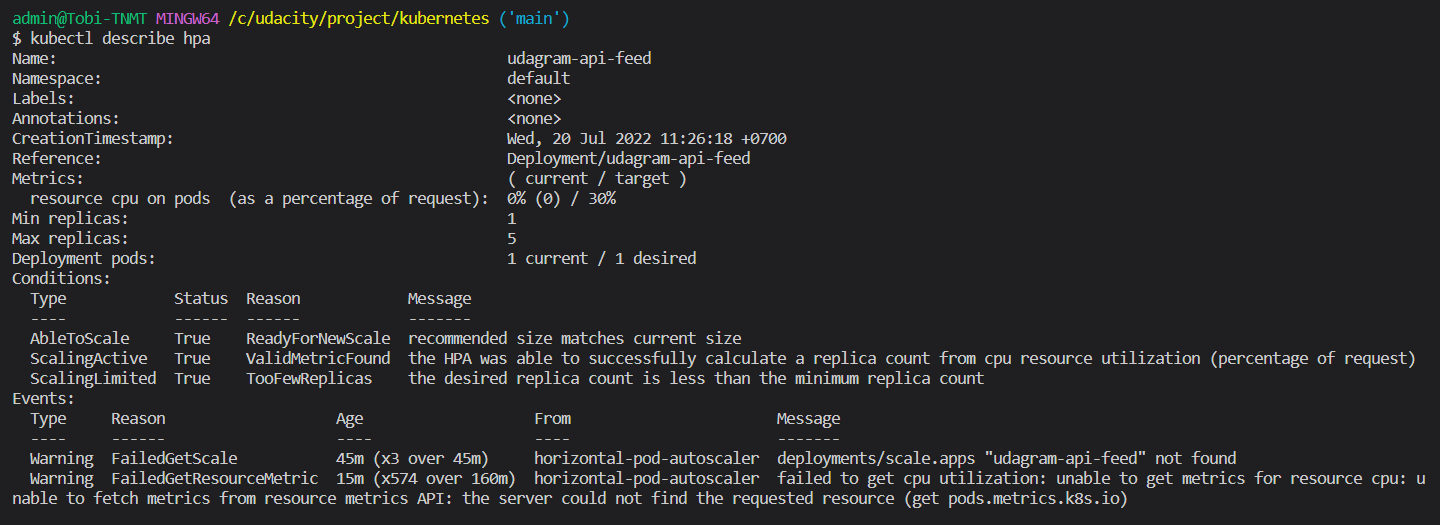 admin@Tobi-TNMT MINGW64 /c/udacity/project/kubernetes ('main')
$ kubectl describe hpa
Name:                                                  udagram-api-feed
Namespace:                                             default
Labels:                                                <none>
Annotations:                                           <none>
CreationTimestamp:                                     Wed, 20 Jul 2022 11:26:18 +0700
Reference:                                             Deployment/udagram-api-feed
Metrics:                                               ( current / target )
  resource cpu on pods  (as a percentage of request):  0% (0) / 30%
Min replicas:                                          1
Max replicas:                                          5
Deployment pods:                                       1 current / 1 desired
Conditions:
  Type            Status  Reason            Message
  ----            ------  ------            -------
  AbleToScale     True    ReadyForNewScale  recommended size matches current size
  ScalingActive   True    ValidMetricFound  the HPA was able to successfully calculate a replica count from cpu resource utilization (percentage of request)
  ScalingLimited  True    TooFewReplicas    the desired replica count is less than the minimum replica count
Events:
  Type     Reason                   Age                   From                       Message
  ----     ------                   ----                  ----                       -------
  Warning  FailedGetScale           45m (x3 over 45m)     horizontal-pod-autoscaler  deployments/scale.apps "udagram-api-feed" not found
  Warning  FailedGetResourceMetric  15m (x574 over 160m)  horizontal-pod-autoscaler  failed to get cpu utilization: unable to get metrics for resource cpu: u
nable to fetch metrics from resource metrics API: the server could not find the requested resource (get pods.metrics.k8s.io)